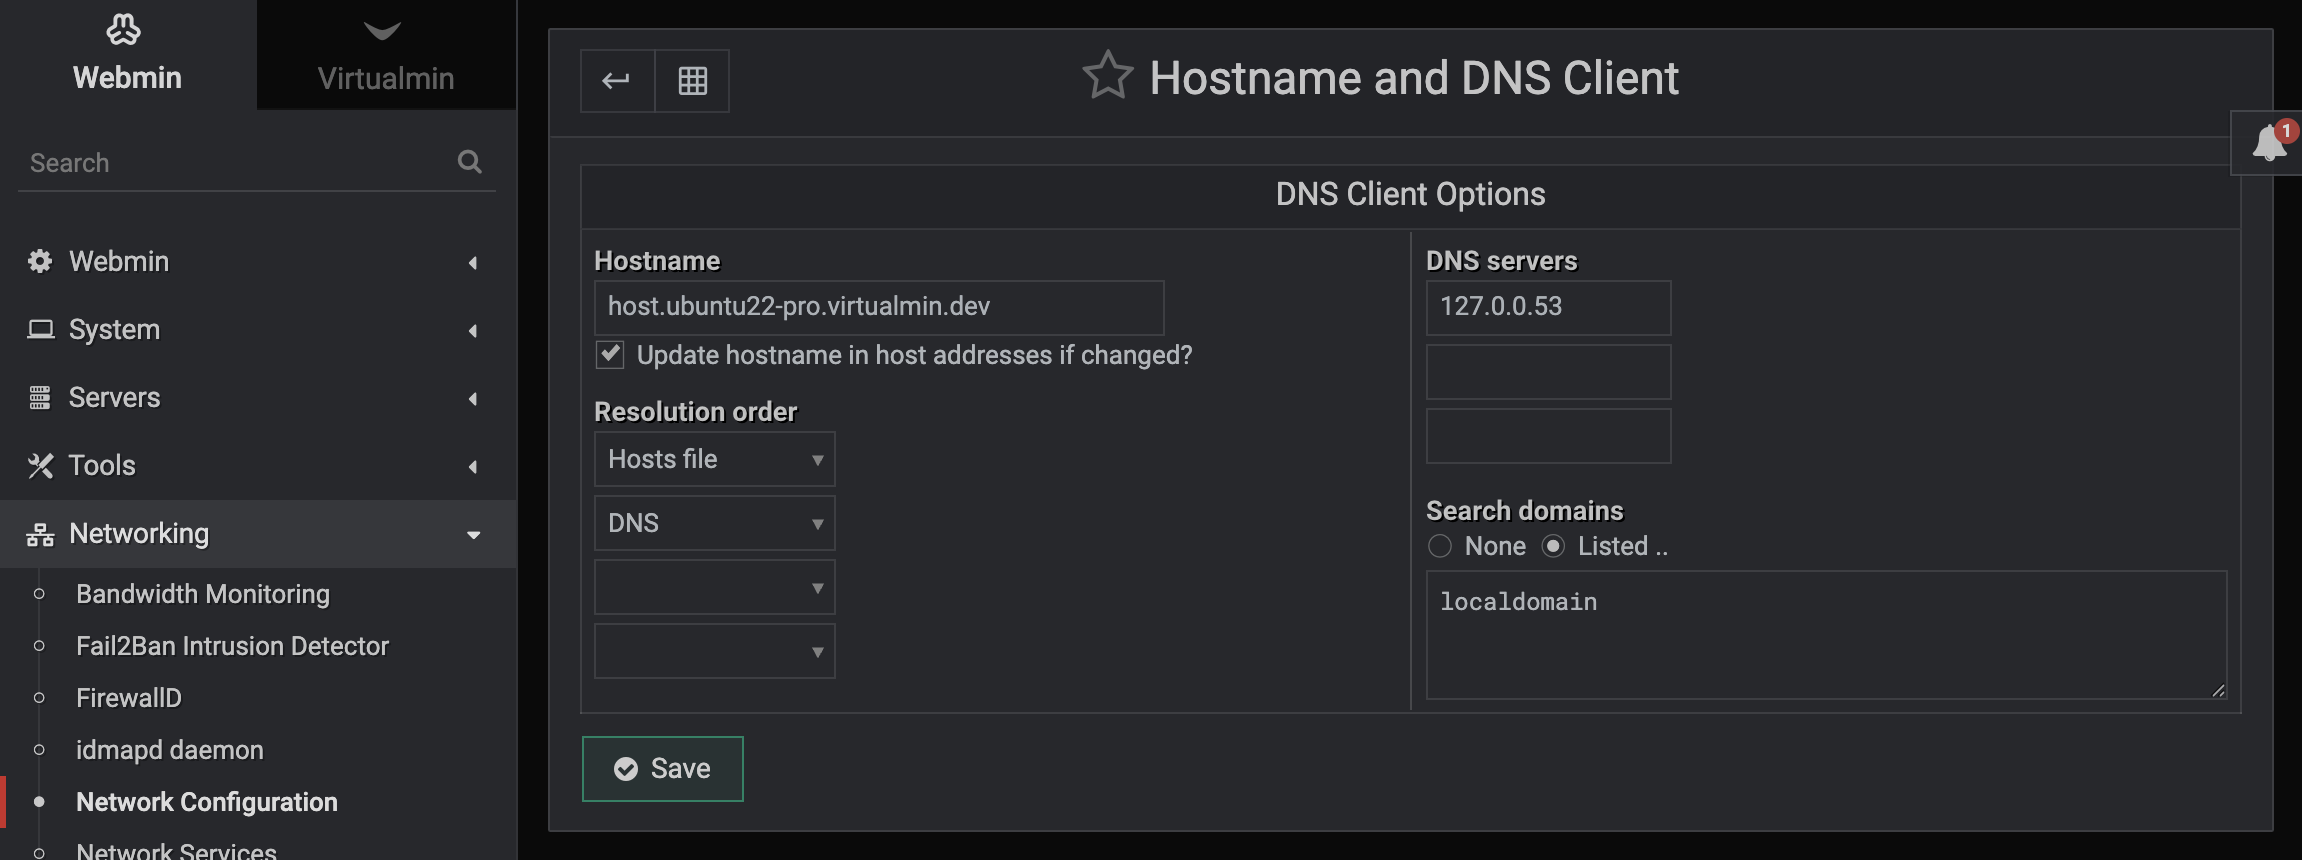 Webmin
Virtualmin
Search
Webmin
System
Servers
Tools
Networking
Bandwidth Monitoring
Fail2Ban Intrusion Detector
FirewallD
idmapd daemon
Network Configuration
Network Services
Hostname and DNS Client
1
DNS Client Options
Hostname
host.ubuntu22-pro.virtualmin.dev
Update hostname in host addresses if changed?
Resolution order
Hosts file
DNS
DNS servers
127.0.0.53
Search domains
None Listed ..
localdomain
Save